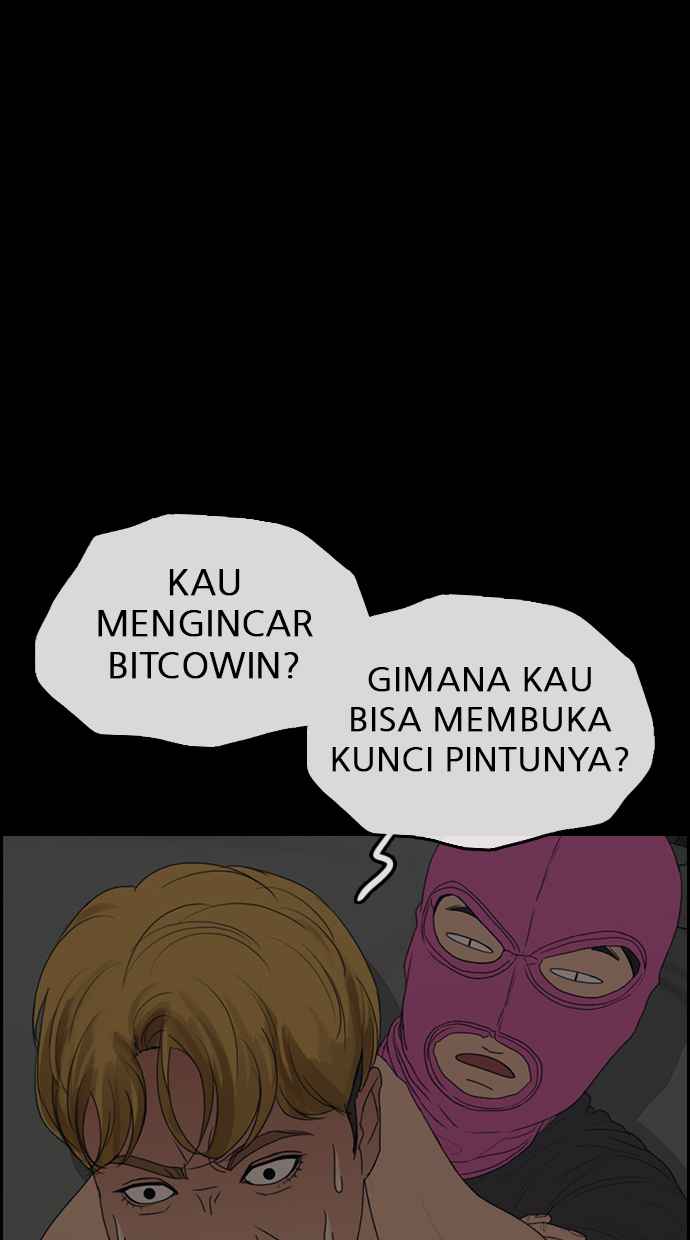 KAU
MENGINCAR
BITCOWIN?
GIMANA KAU
BISA MEMBUKA
KUNCI PINTUNYA?